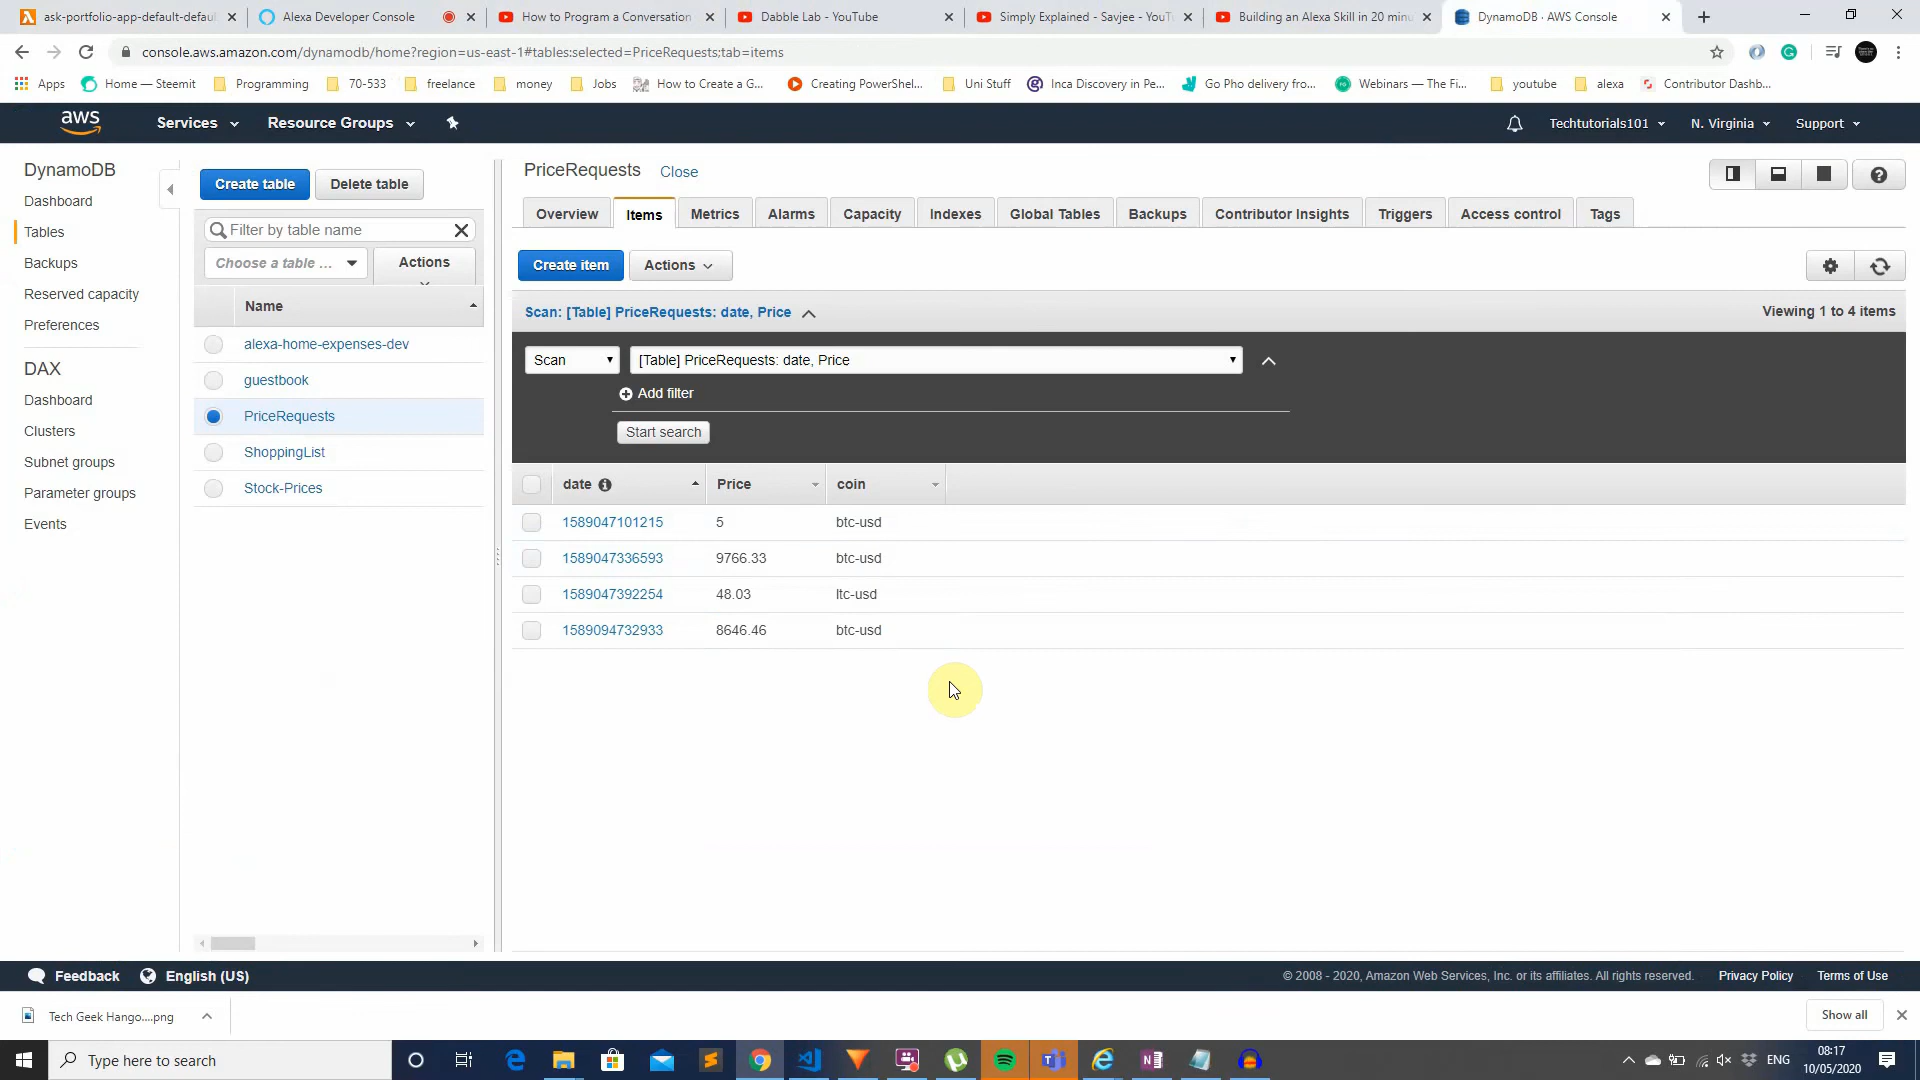 ask-portfolio-app-default-defau
Alexa Developer Console
How to Program a Conversation
Dabble Lab - YouTube
Simply Explained - Savjee - YouT
Building an Alexa Skill in 20 minu
DynamoDB · AWS Console
console.aws.amazon.com/dynamodb/home?region=us-east-1#tables:selected=PriceRequests;tab=items
Apps
Home — Steemit
Programming
70-533
freelance
money
Jobs
How to Create a G...
Creating PowerShel...
Uni Stuff
Inca Discovery in Pe...
Go Pho delivery fro...
Webinars — The Fi...
youtube
alexa
Contributor Dashb...
aws
Services
Resource Groups
Techtutorials101
N. Virginia
Support
DynamoDB
Dashboard
Tables
Backups
Reserved capacity
Preferences
DAX
Dashboard
Clusters
Subnet groups
Parameter groups
Events
Create table
Delete table
Filter by table name
Choose a table ...
Actions
Name
alexa-home-expenses-dev
guestbook
PriceRequests
ShoppingList
Stock-Prices
PriceRequests
Close
Overview
Items
Metrics
Alarms
Capacity
Indexes
Global Tables
Backups
Contributor Insights
Triggers
Access control
Tags
Create item
Actions
Scan: [Table] PriceRequests: date, Price
Viewing 1 to 4 items
Scan
[Table] PriceRequests: date, Price
Add filter
Start search
date
Price
coin
1589047101215 5 btc-usd
1589047336593 9766.33 btc-usd
1589047392254 48.03 ltc-usd
1589094732933 8646.46 btc-usd
Feedback
English (US)
© 2008 - 2020, Amazon Web Services, Inc. or its affiliates. All rights reserved.
Privacy Policy
Terms of Use
Tech Geek Hango....png
Show all
Type here to search
ENG
08:17
10/05/2020